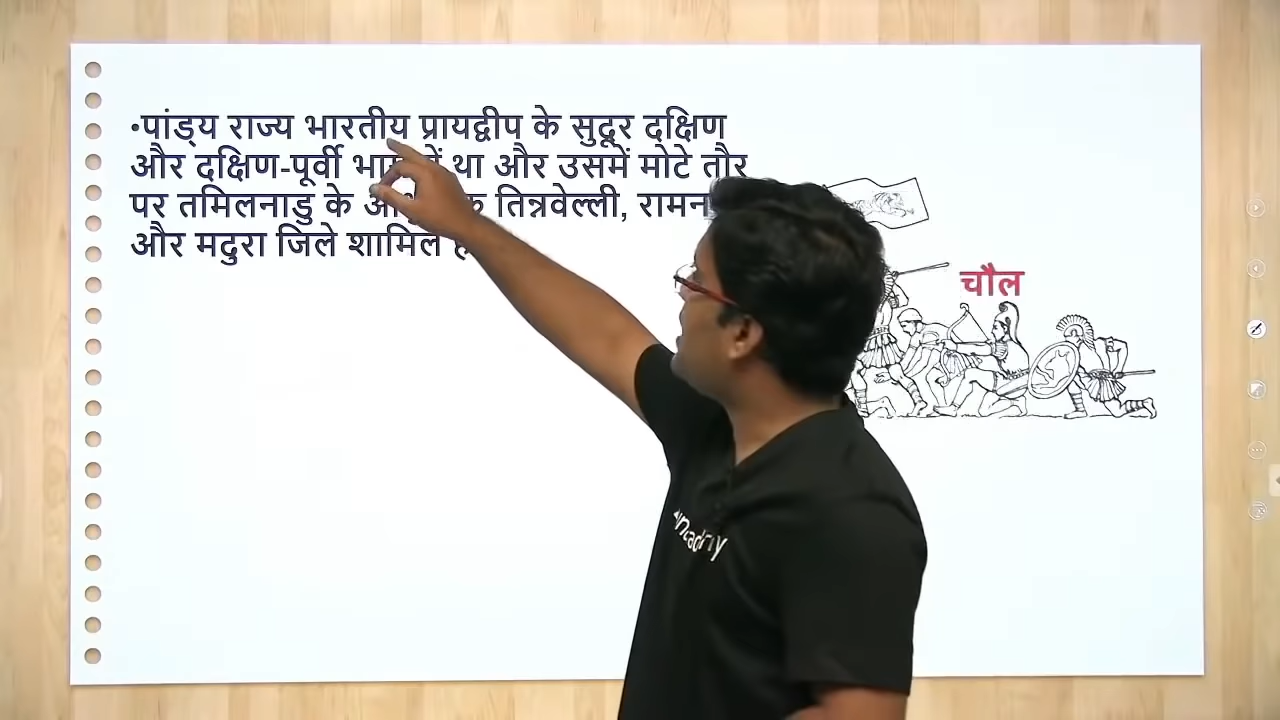 •पांड्य राज्य भारतीय प्रायद्वीप के सुदूर दक्षिण
और दक्षिण-पूर्वी था और उसमें मोटे तौर
पर तमिलनाडु के तिन्नवेल्ली,
और मदुरा जिले शामिल
चौल